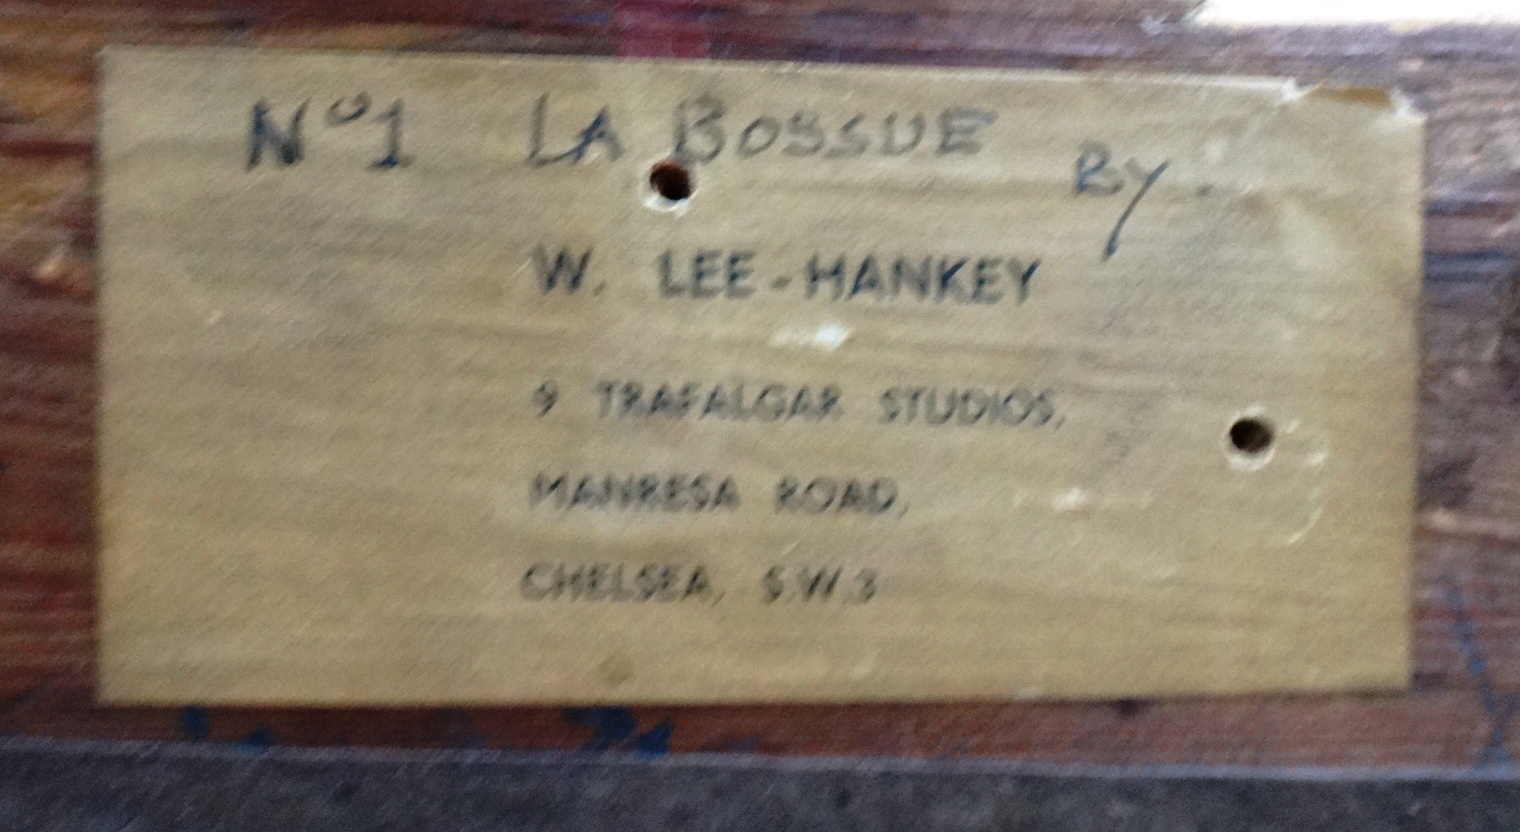 Nº1 LA BOSSUE By.
W. LEE-HANKEY
9 TRAFALGAR STUDIOS,
MANRESA ROAD,
CHELSEA, S.W.3